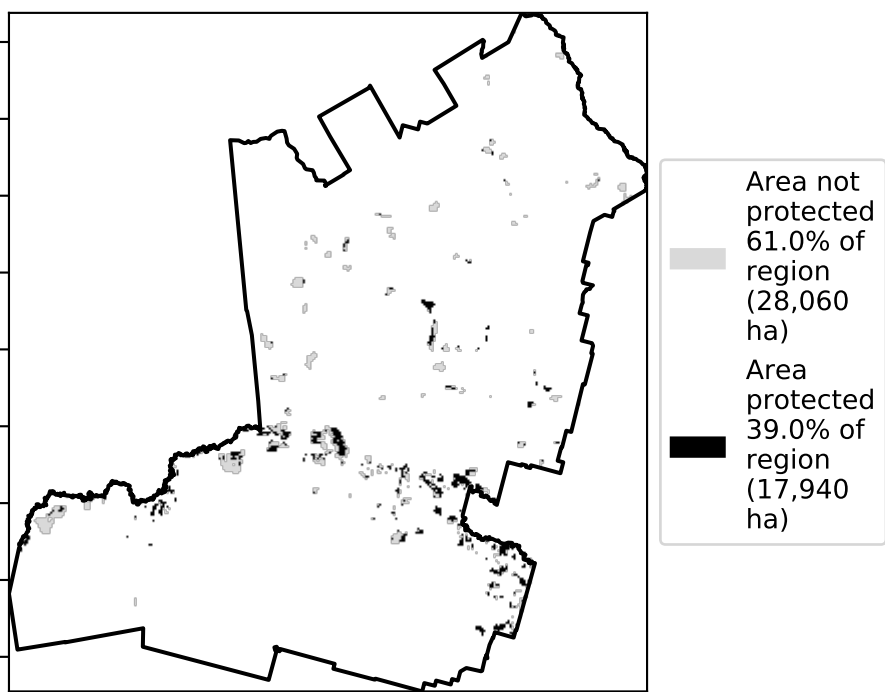 Area not
protected
61.0% of
region
(28,060
ha)
Area
protected
39.0% of
region
(17,940
ha)